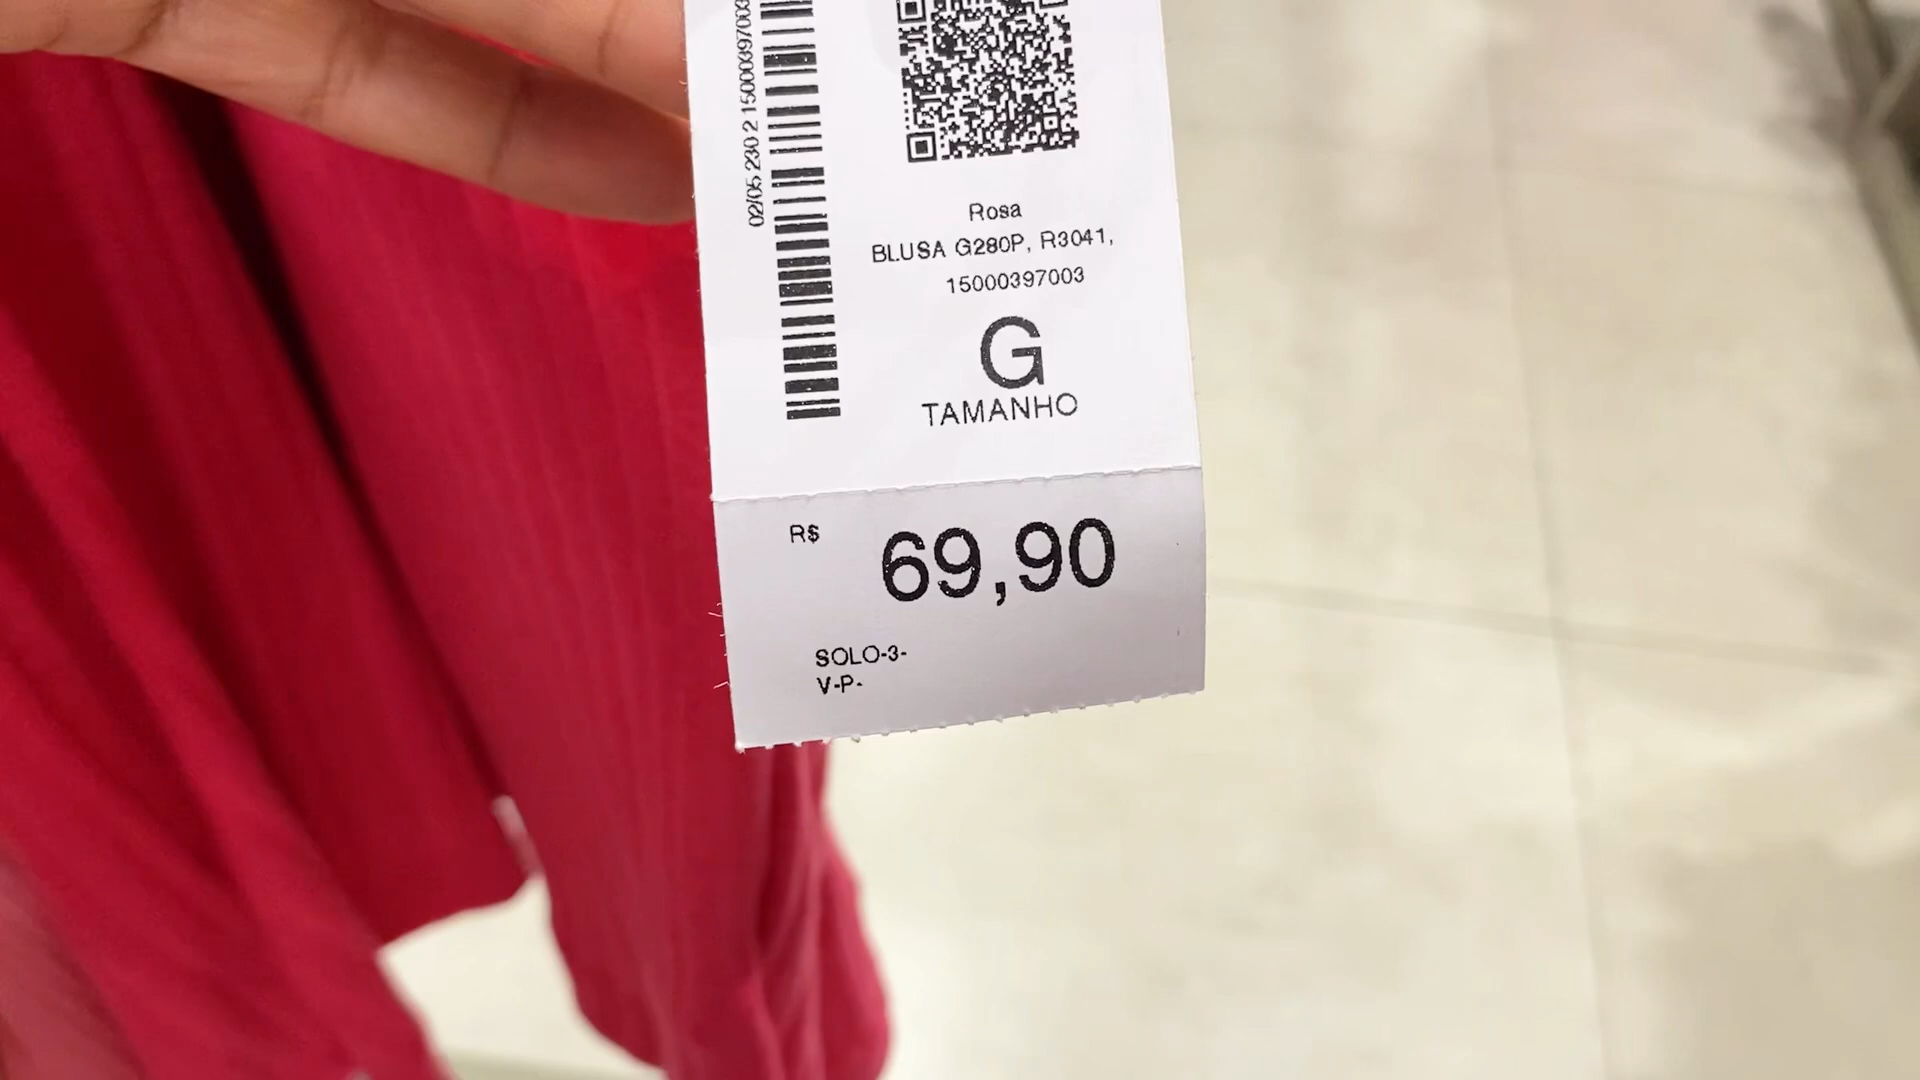 02/05 230 2 15000397003
Rosa
BLUSA G280P, R3041,
15000397003
G
TAMANHO
R$ 69,90
SOLO-3-
V-P-